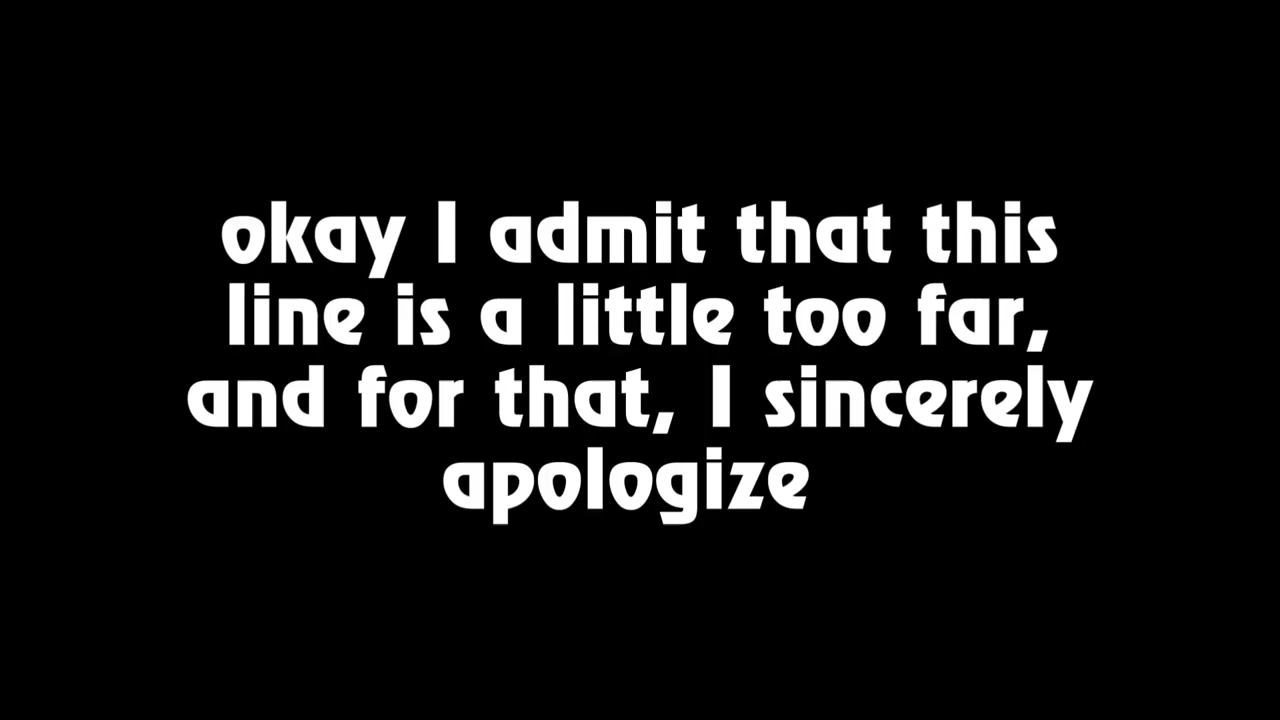 okay I admit that this
line is a little too far,
and for that, I sincerely
apologize